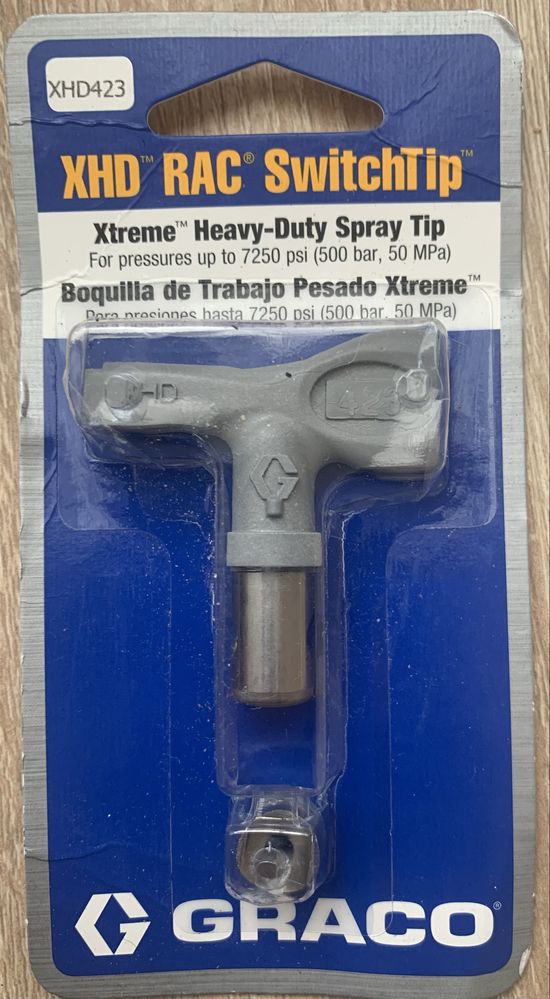 XHD423
XHD™ RAC® SwitchTip™
Xtreme™ Heavy-Duty Spray Tip
For pressures up to 7250 psi (500 bar, 50 MPa)
Boquilla de Trabajo Pesado Xtreme™
Para presiones hasta 7250 psi (500 bar, 50 MPa)
XHD
423
G
GRACO®